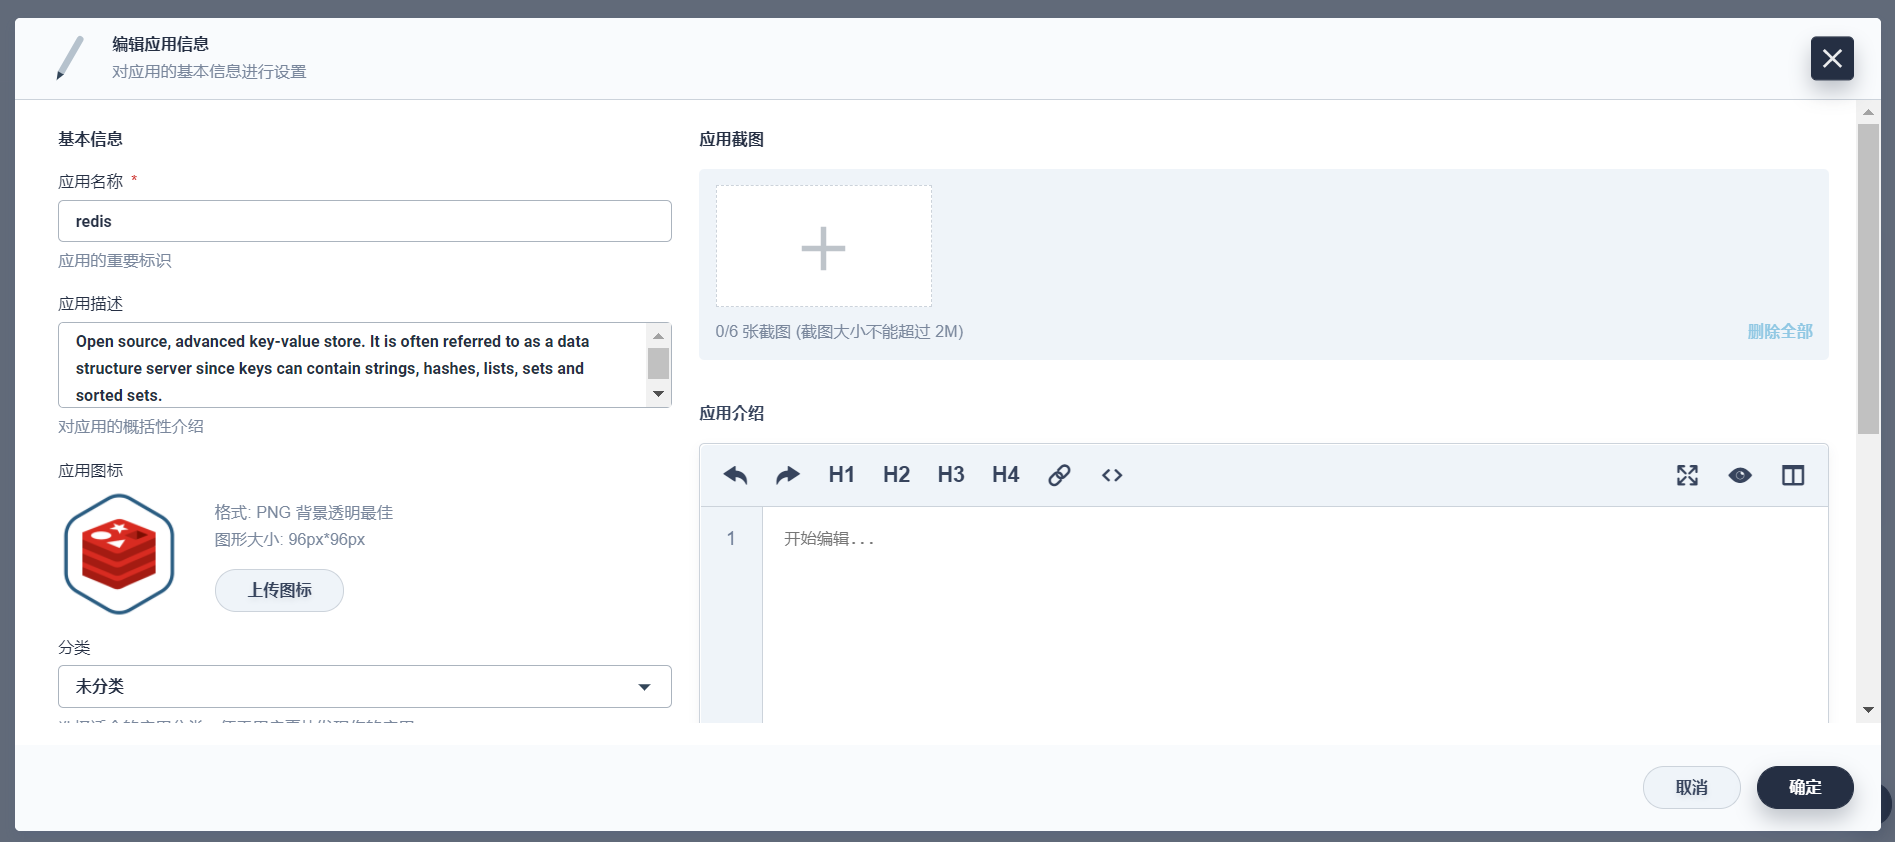 编辑应用信息
对应用的基本信息进行设置
基本信息
应用名称 *
redis
应用的重要标识
应用描述
Open source, advanced key-value store. It is often referred to as a data
structure server since keys can contain strings, hashes, lists, sets and
sorted sets.
对应用的概括性介绍
应用图标
格式: PNG 背景透明最佳
图形大小: 96px*96px
上传图标
分类
未分类
应用截图
0/6 张截图 (截图大小不能超过 2M)
删除全部
应用介绍
H1 H2 H3 H4
1
开始编辑...
取消
确定